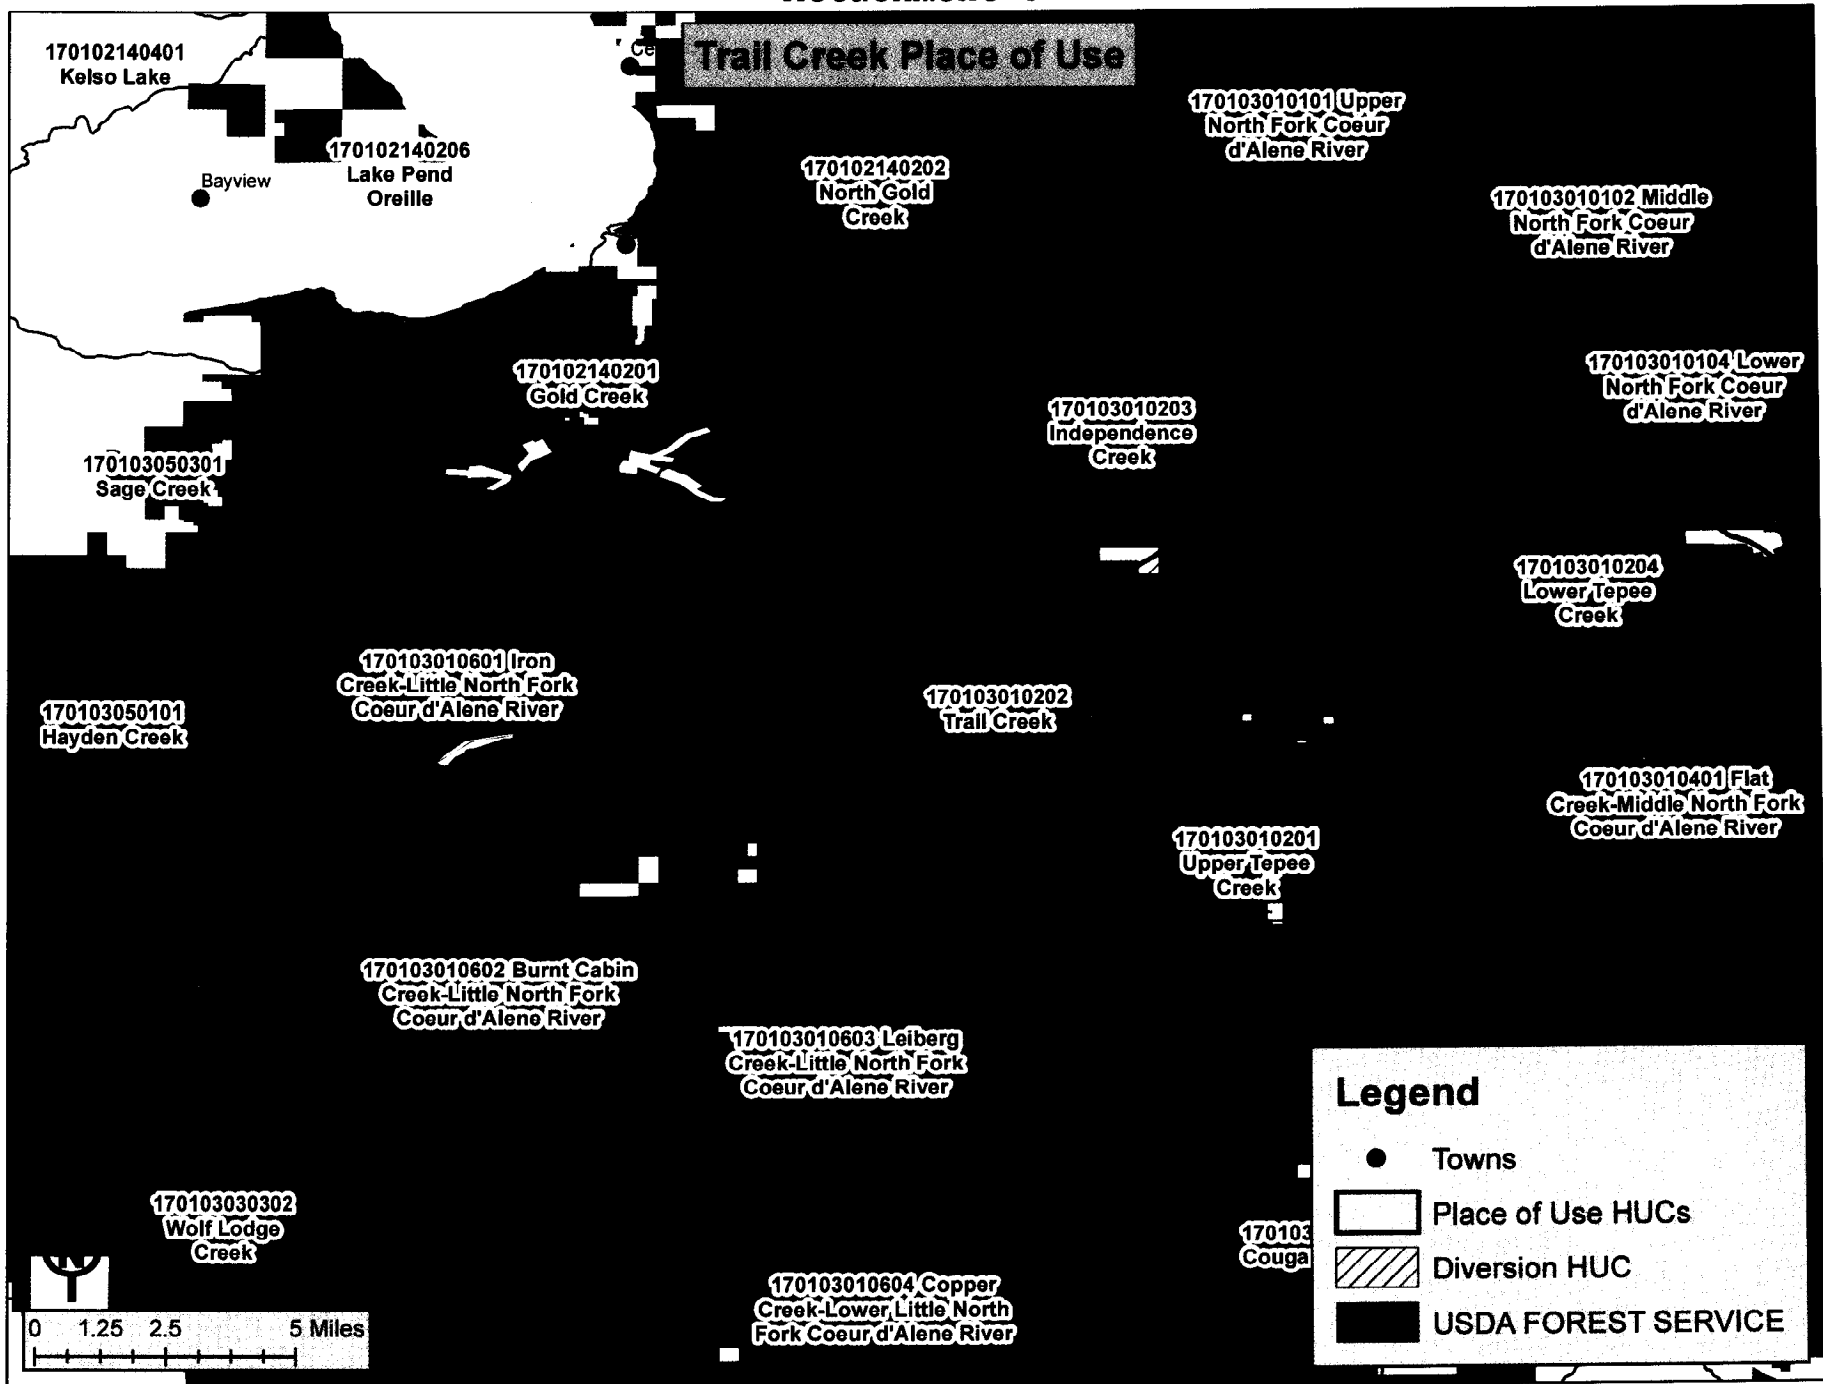 Trail Creek Place of Use
170102140401
Kelso Lake
Ce
170102140206
Lake Pend
Oreille
Bayview
170102140202
North Gold
Creek
170103010101 Upper
North Fork Coeur
d'Alene River
170103010102 Middle
North Fork Coeur
d'Alene River
170102140201
Gold Creek
170103010203
Independence
Creek
170103010104 Lower
North Fork Coeur
d'Alene River
170103050301
Sage Creek
170103010204
Lower Tepee
Creek
170103010601 Iron
Creek-Little North Fork
Coeur d'Alene River
170103050101
Hayden Creek
170103010202
Trail Creek
170103010401 Flat
Creek-Middle North Fork
Coeur d'Alene River
170103010201
Upper Tepee
Creek
170103010602 Burnt Cabin
Creek-Little North Fork
Coeur d'Alene River
170103010603 Leiberg
Creek-Little North Fork
Coeur d'Alene River
170103030302
Wolf Lodge
Creek
170103
Couga
170103010604 Copper
Creek-Lower Little North
Fork Coeur d'Alene River
N
0 1.25 2.5 5 Miles
Legend
Towns
Place of Use HUCs
Diversion HUC
USDA FOREST SERVICE